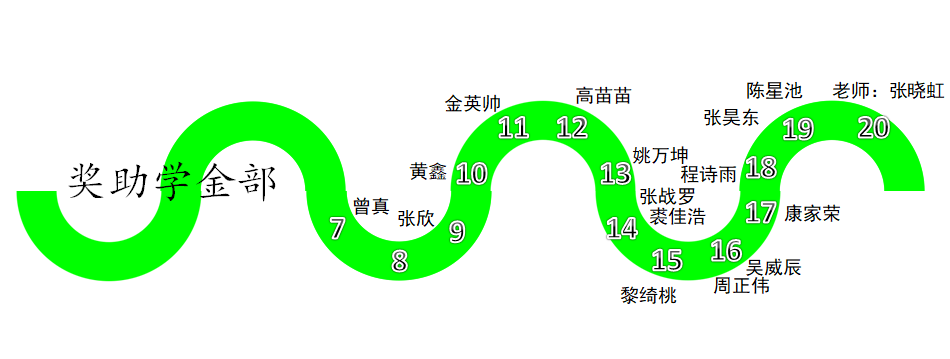 奖助学金部
7
曾真
8
张欣
9
黄鑫
10
金英帅
11
12
高苗苗
13
姚万坤
张战罗
14
裘佳浩
15
黎绮桃
16
吴威辰
周正伟
17
康家荣
程诗雨
18
张昊东
19
陈星池
20
老师：张晓虹